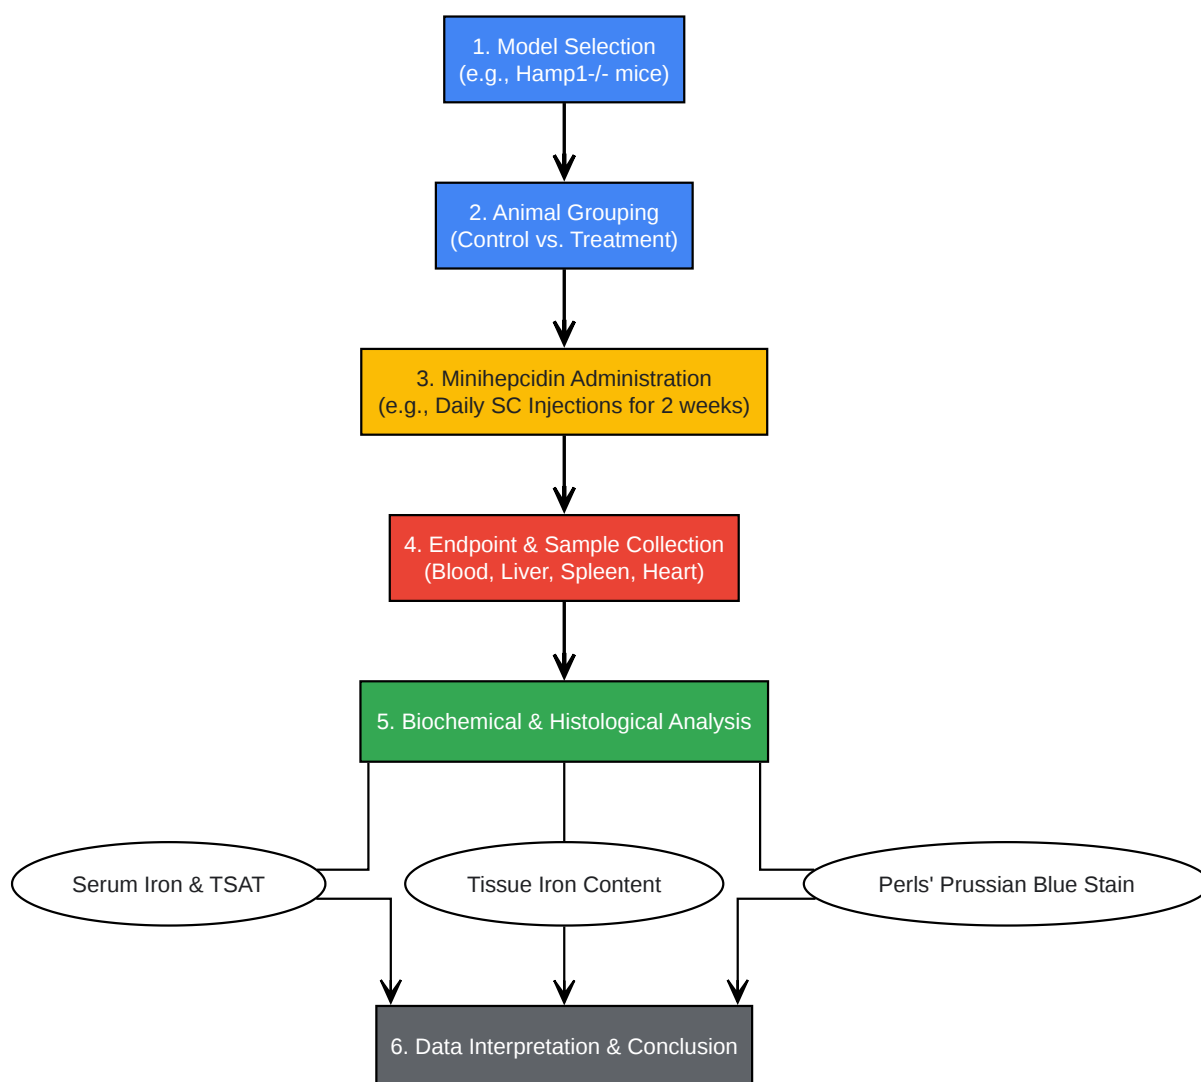 1. Model Selection
(e.g., Hamp1-/- mice)
2. Animal Grouping
(Control vs. Treatment)
3. Minihepcidin Administration
(e.g., Daily SC Injections for 2 weeks)
4. Endpoint & Sample Collection
(Blood, Liver, Spleen, Heart)
5. Biochemical & Histological Analysis
Serum Iron & TSAT
Tissue Iron Content
Perls' Prussian Blue Stain
6. Data Interpretation & Conclusion